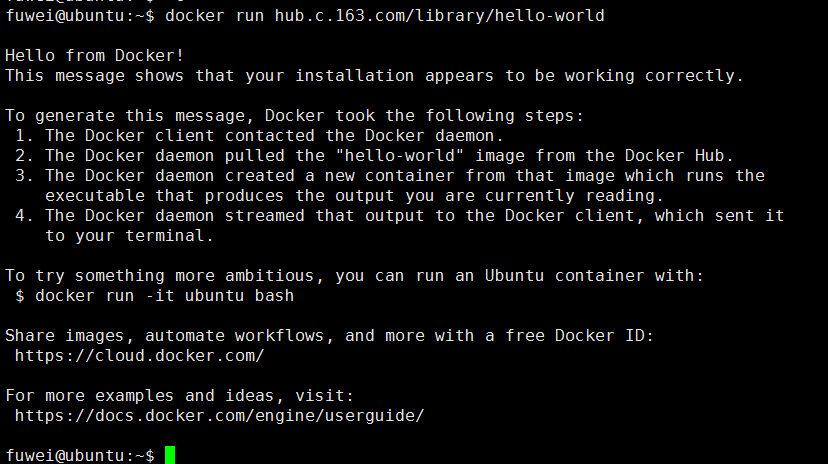 fuwei@ubuntu:~$ docker run hub.c.163.com/library/hello-world
Hello from Docker!
This message shows that your installation appears to be working correctly.
To generate this message, Docker took the following steps:
1. The Docker client contacted the Docker daemon.
2. The Docker daemon pulled the "hello-world" image from the Docker Hub.
3. The Docker daemon created a new container from that image which runs the
executable that produces the output you are currently reading.
4. The Docker daemon streamed that output to the Docker client, which sent it
to your terminal.
To try something more ambitious, you can run an Ubuntu container with:
$ docker run -it ubuntu bash
Share images, automate workflows, and more with a free Docker ID:
https://cloud.docker.com/
For more examples and ideas, visit:
https://docs.docker.com/engine/userguide/
fuwei@ubuntu:~$